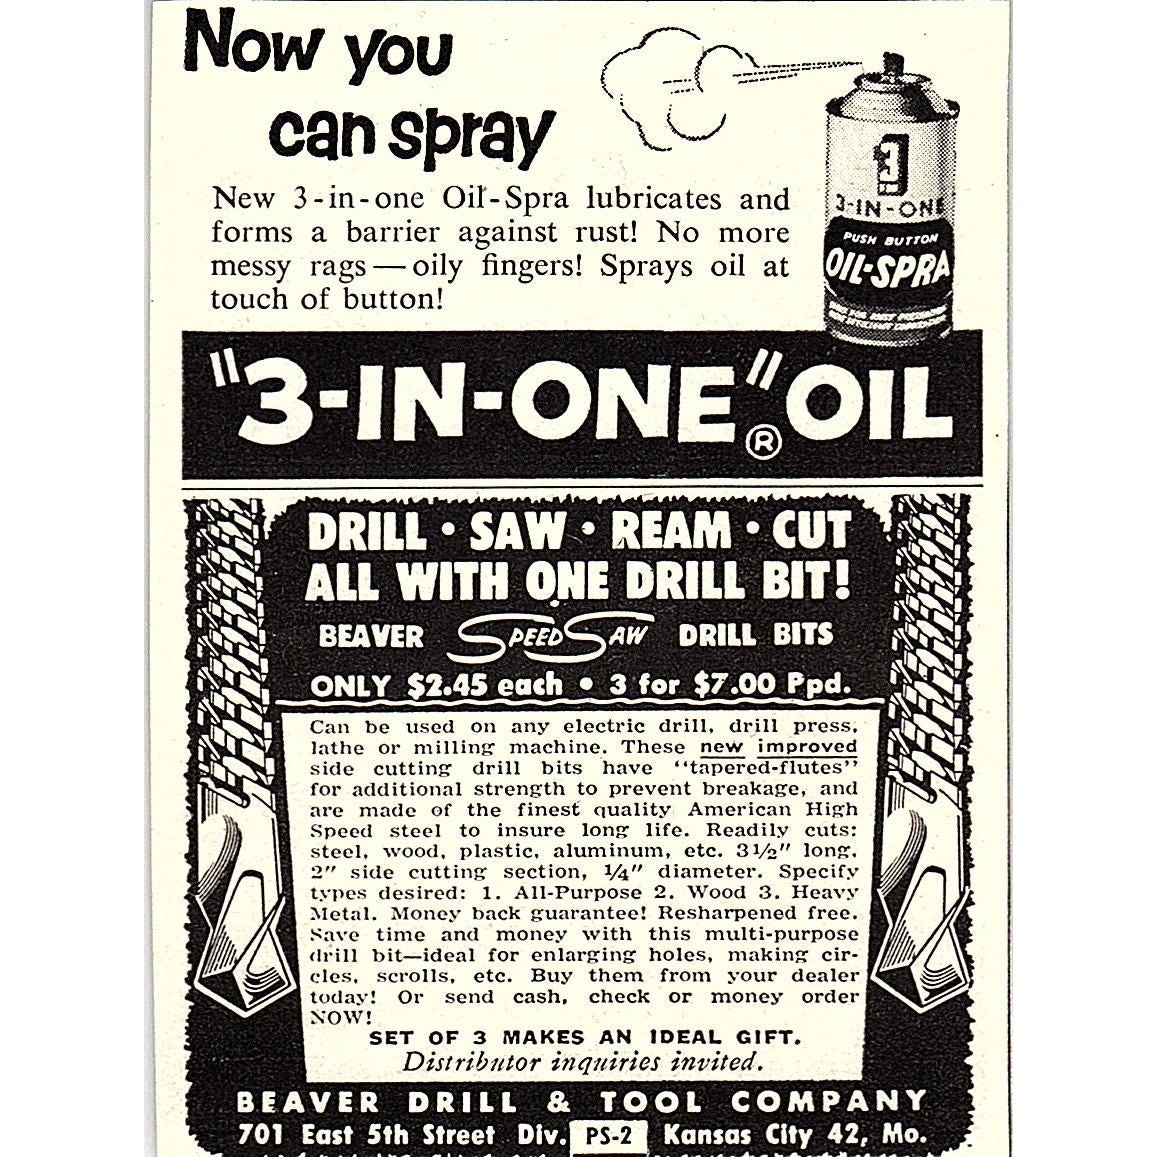 Now you
can spray
New 3-in-one Oil-Spra lubricates and
forms a barrier against rust! No more
messy rags — oily fingers! Sprays oil at
touch of button!
3
3-IN-ONE
PUSH BUTTON
OIL-SPRA
"3-IN-ONE"® OIL
DRILL • SAW • REAM • CUT
ALL WITH ONE DRILL BIT!
BEAVER SPEED SAW DRILL BITS
ONLY $2.45 each • 3 for $7.00 Ppd.
Can be used on any electric drill, drill press,
lathe or milling machine. These new improved
side cutting drill bits have "tapered-flutes"
for additional strength to prevent breakage, and
are made of the finest quality American High
Speed steel to insure long life. Readily cuts:
steel, wood, plastic, aluminum, etc. 3½" long,
2" side cutting section, ¼" diameter. Specify
types desired: 1. All-Purpose 2. Wood 3. Heavy
Metal. Money back guarantee! Resharpened free.
Save time and money with this multi-purpose
drill bit—ideal for enlarging holes, making cir-
cles, scrolls, etc. Buy them from your dealer
today! Or send cash, check or money order
NOW!
SET OF 3 MAKES AN IDEAL GIFT.
Distributor inquiries invited.
BEAVER DRILL & TOOL COMPANY
701 East 5th Street Div. PS-2 Kansas City 42, Mo.